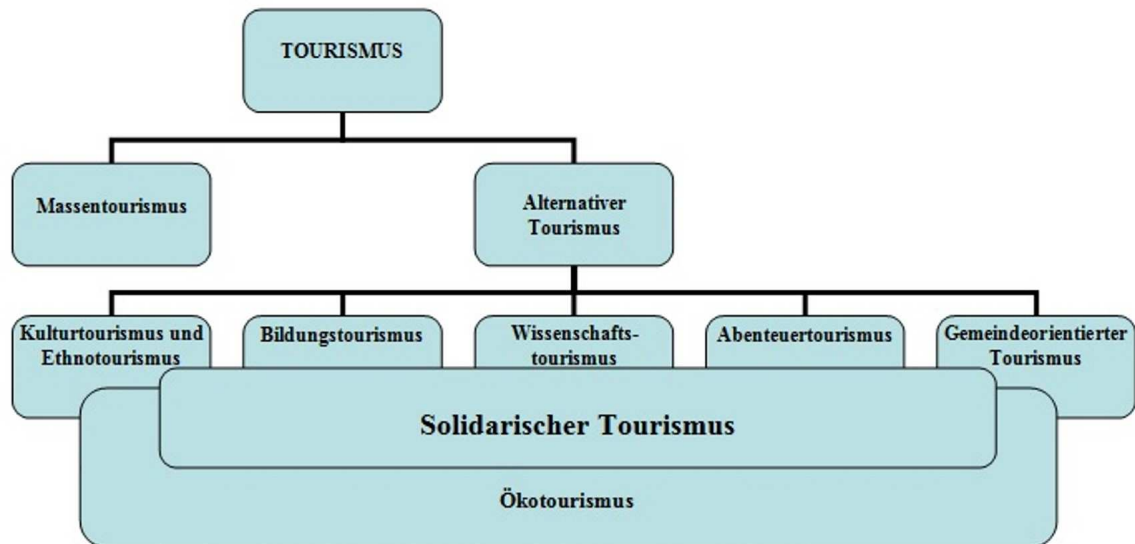 TOURISMUS
Massentourismus
Alternativer
Tourismus
Kulturtourismus und
Ethnotourismus
Bildungstourismus
Wissenschafts-
tourismus
Abenteuertourismus
Gemeindeorientierter
Tourismus
Solidarischer Tourismus
Ökotourismus